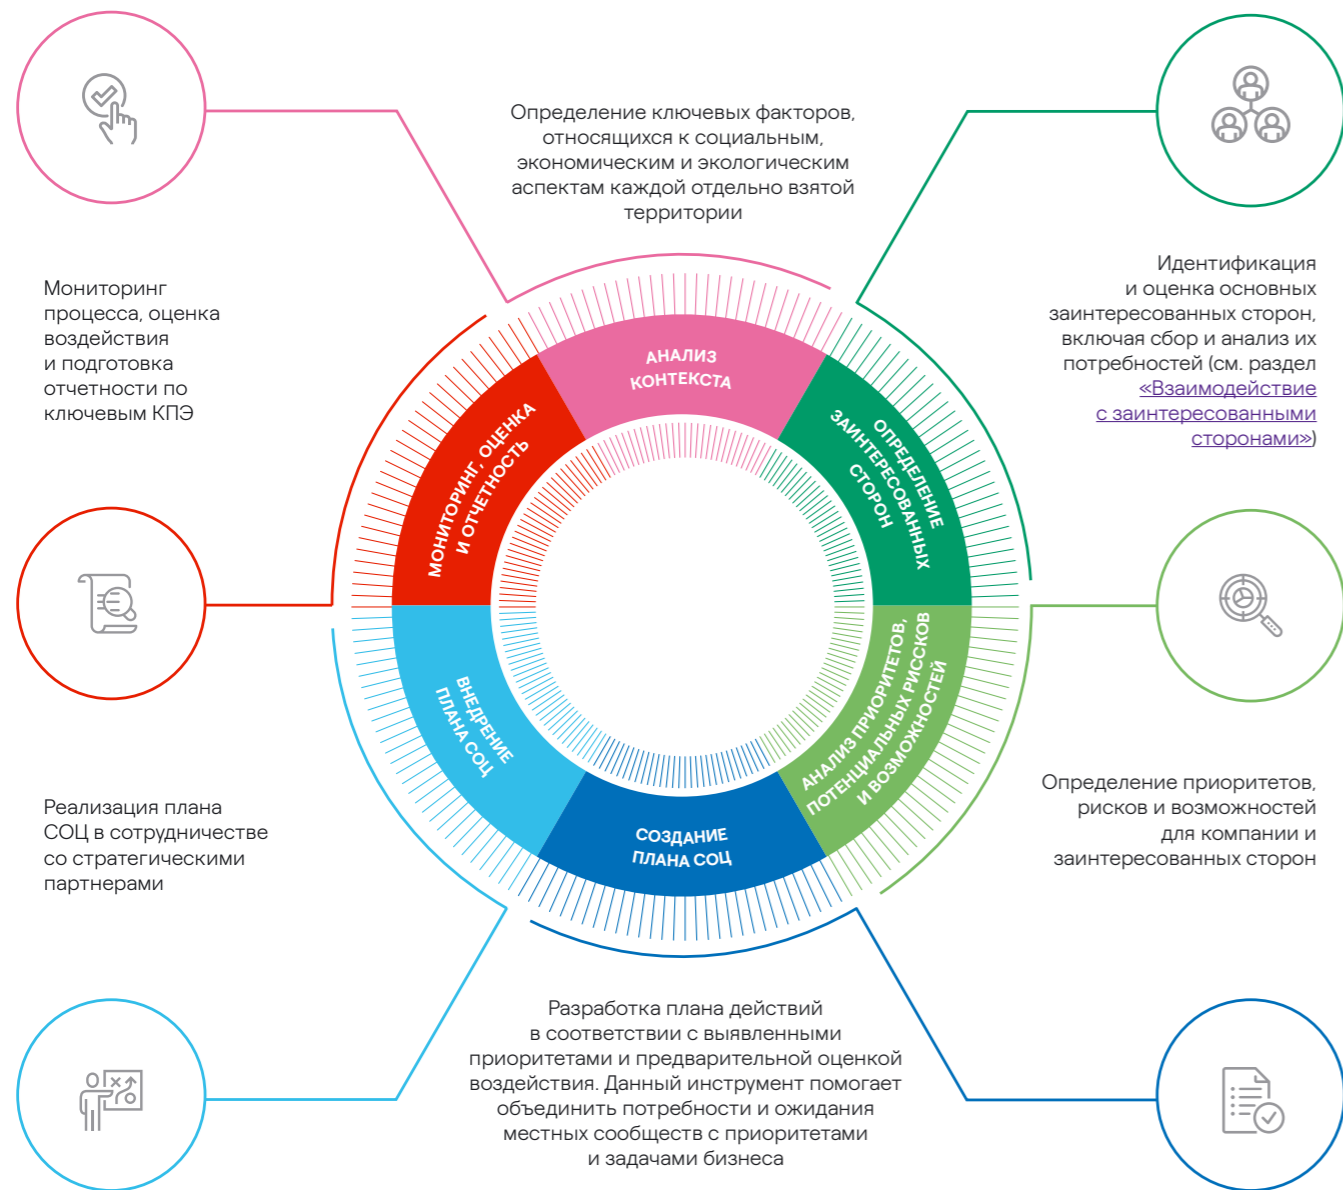 Определение ключевых факторов,
относящихся к социальным,
экономическим и экологическим
аспектам каждой отдельно взятой
территории
Идентификация
и оценка основных
заинтересованных сторон,
включая сбор и анализ их
потребностей (см. раздел
«Взаимодействие
с заинтересованными
сторонами»)
Мониторинг
процесса, оценка
воздействия
и подготовка
отчетности по
ключевым КПЭ
АНАЛИЗ
КОНТЕКСТА
ОПРЕДЕЛЕНИЕ
ЗАИНТЕРЕСОВАННЫХ
СТОРОН
АНАЛИЗ ПРИОРИТЕТОВ,
ПОТЕНЦИАЛЬНЫХ РИССКОВ
И ВОЗМОЖНОСТЕЙ
СОЗДАНИЕ
ПЛАНА СОЦ
ВНЕДРЕНИЕ
ПЛАНА СОЦ
МОНИТОРИНГ, ОЦЕНКА
И ОТЧЕТНОСТЬ
Определение приоритетов,
рисков и возможностей
для компании и
заинтересованных сторон
Реализация плана
СОЦ в сотрудничестве
со стратегическими
партнерами
Разработка плана действий
в соответствии с выявленными
приоритетами и предварительной оценкой
воздействия. Данный инструмент помогает
объединить потребности и ожидания
местных сообществ с приоритетами
и задачами бизнеса